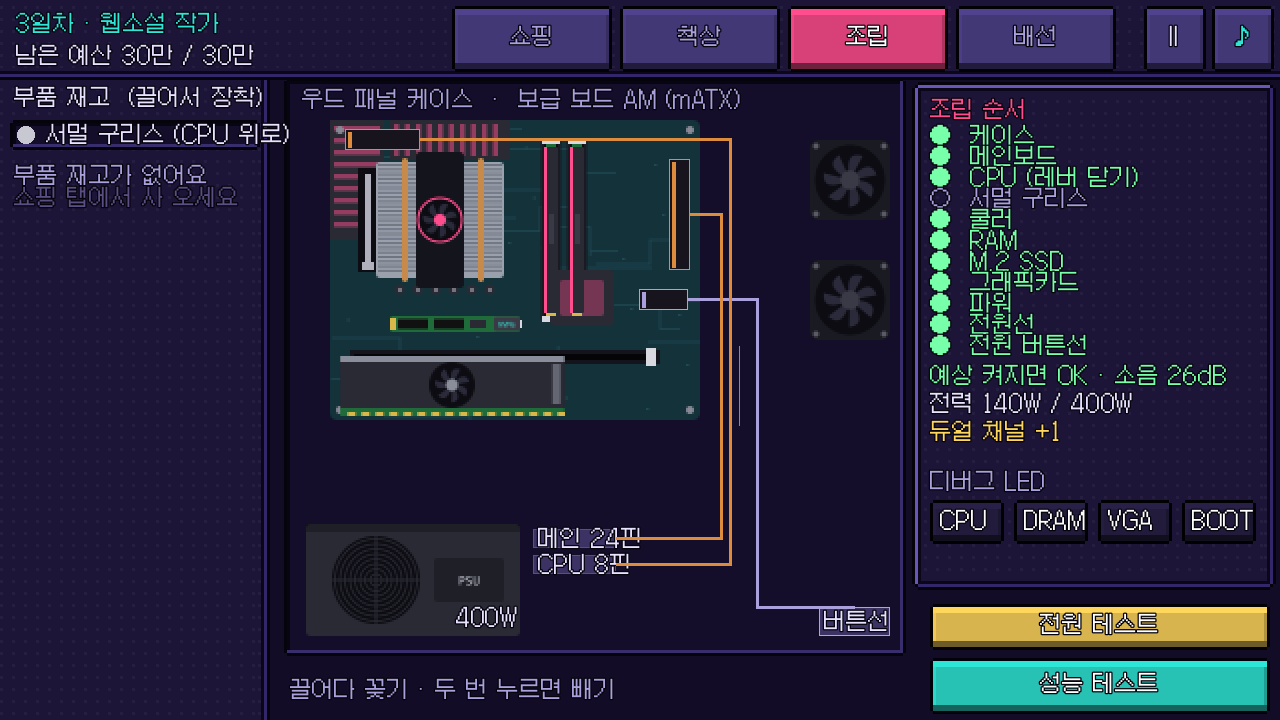 3일차 · 웹소설 작가
남은 예산 30만 / 30만
쇼핑
책상
조립
배선
부품 재고 (끌어서 장착)
서멀 구리스 (CPU 위로)
부품 재고가 없어요
쇼핑 탭에서 사 오세요
우드 패널 케이스 · 보급 보드 AM (mATX)
메인 24핀
CPU 8핀
PSU
400W
버튼선
끌어다 꽂기 · 두 번 누르면 빼기
조립 순서
케이스
메인보드
CPU (레버 닫기)
서멀 구리스
쿨러
RAM
M.2 SSD
그래픽카드
파워
전원선
전원 버튼선
예상 켜지면 OK · 소음 26dB
전력 140W / 400W
듀얼 채널 +1
디버그 LED
CPU
DRAM
VGA
BOOT
전원 테스트
성능 테스트